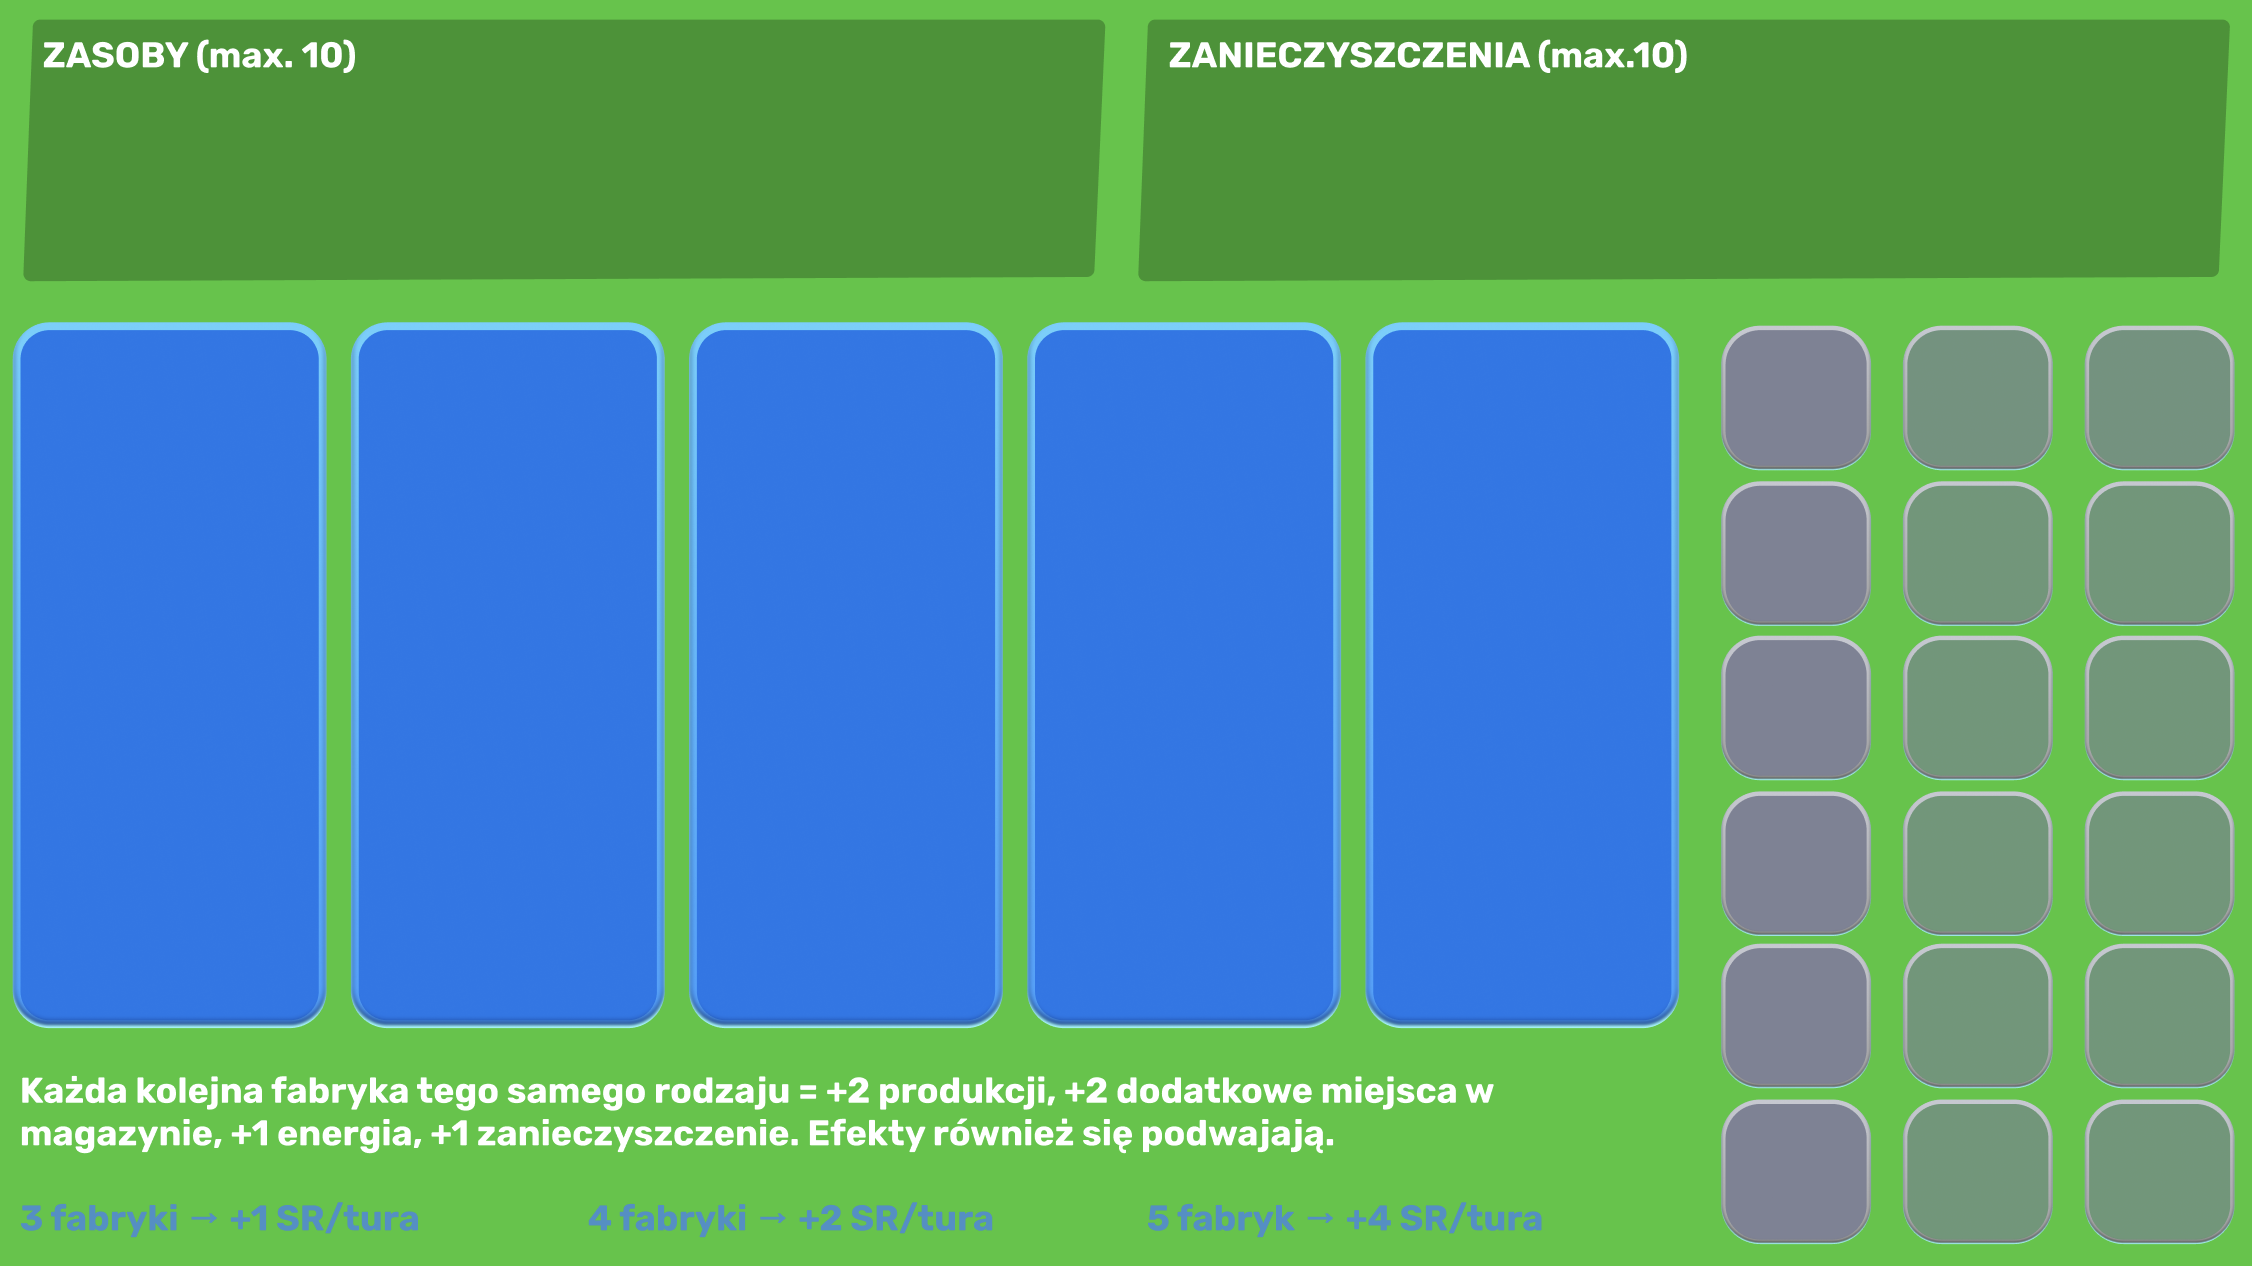 ZASOBY (max. 10)
ZANIECZYSZCZENIA (max.10)
Każda kolejna fabryka tego samego rodzaju = +2 produkcji, +2 dodatkowe miejsca w
magazynie, +1 energia, +1 zanieczyszczenie. Efekty również się podwajają.
3 fabryki → +1 SR/tura
4 fabryki → +2 SR/tura
5 fabryk → +4 SR/tura